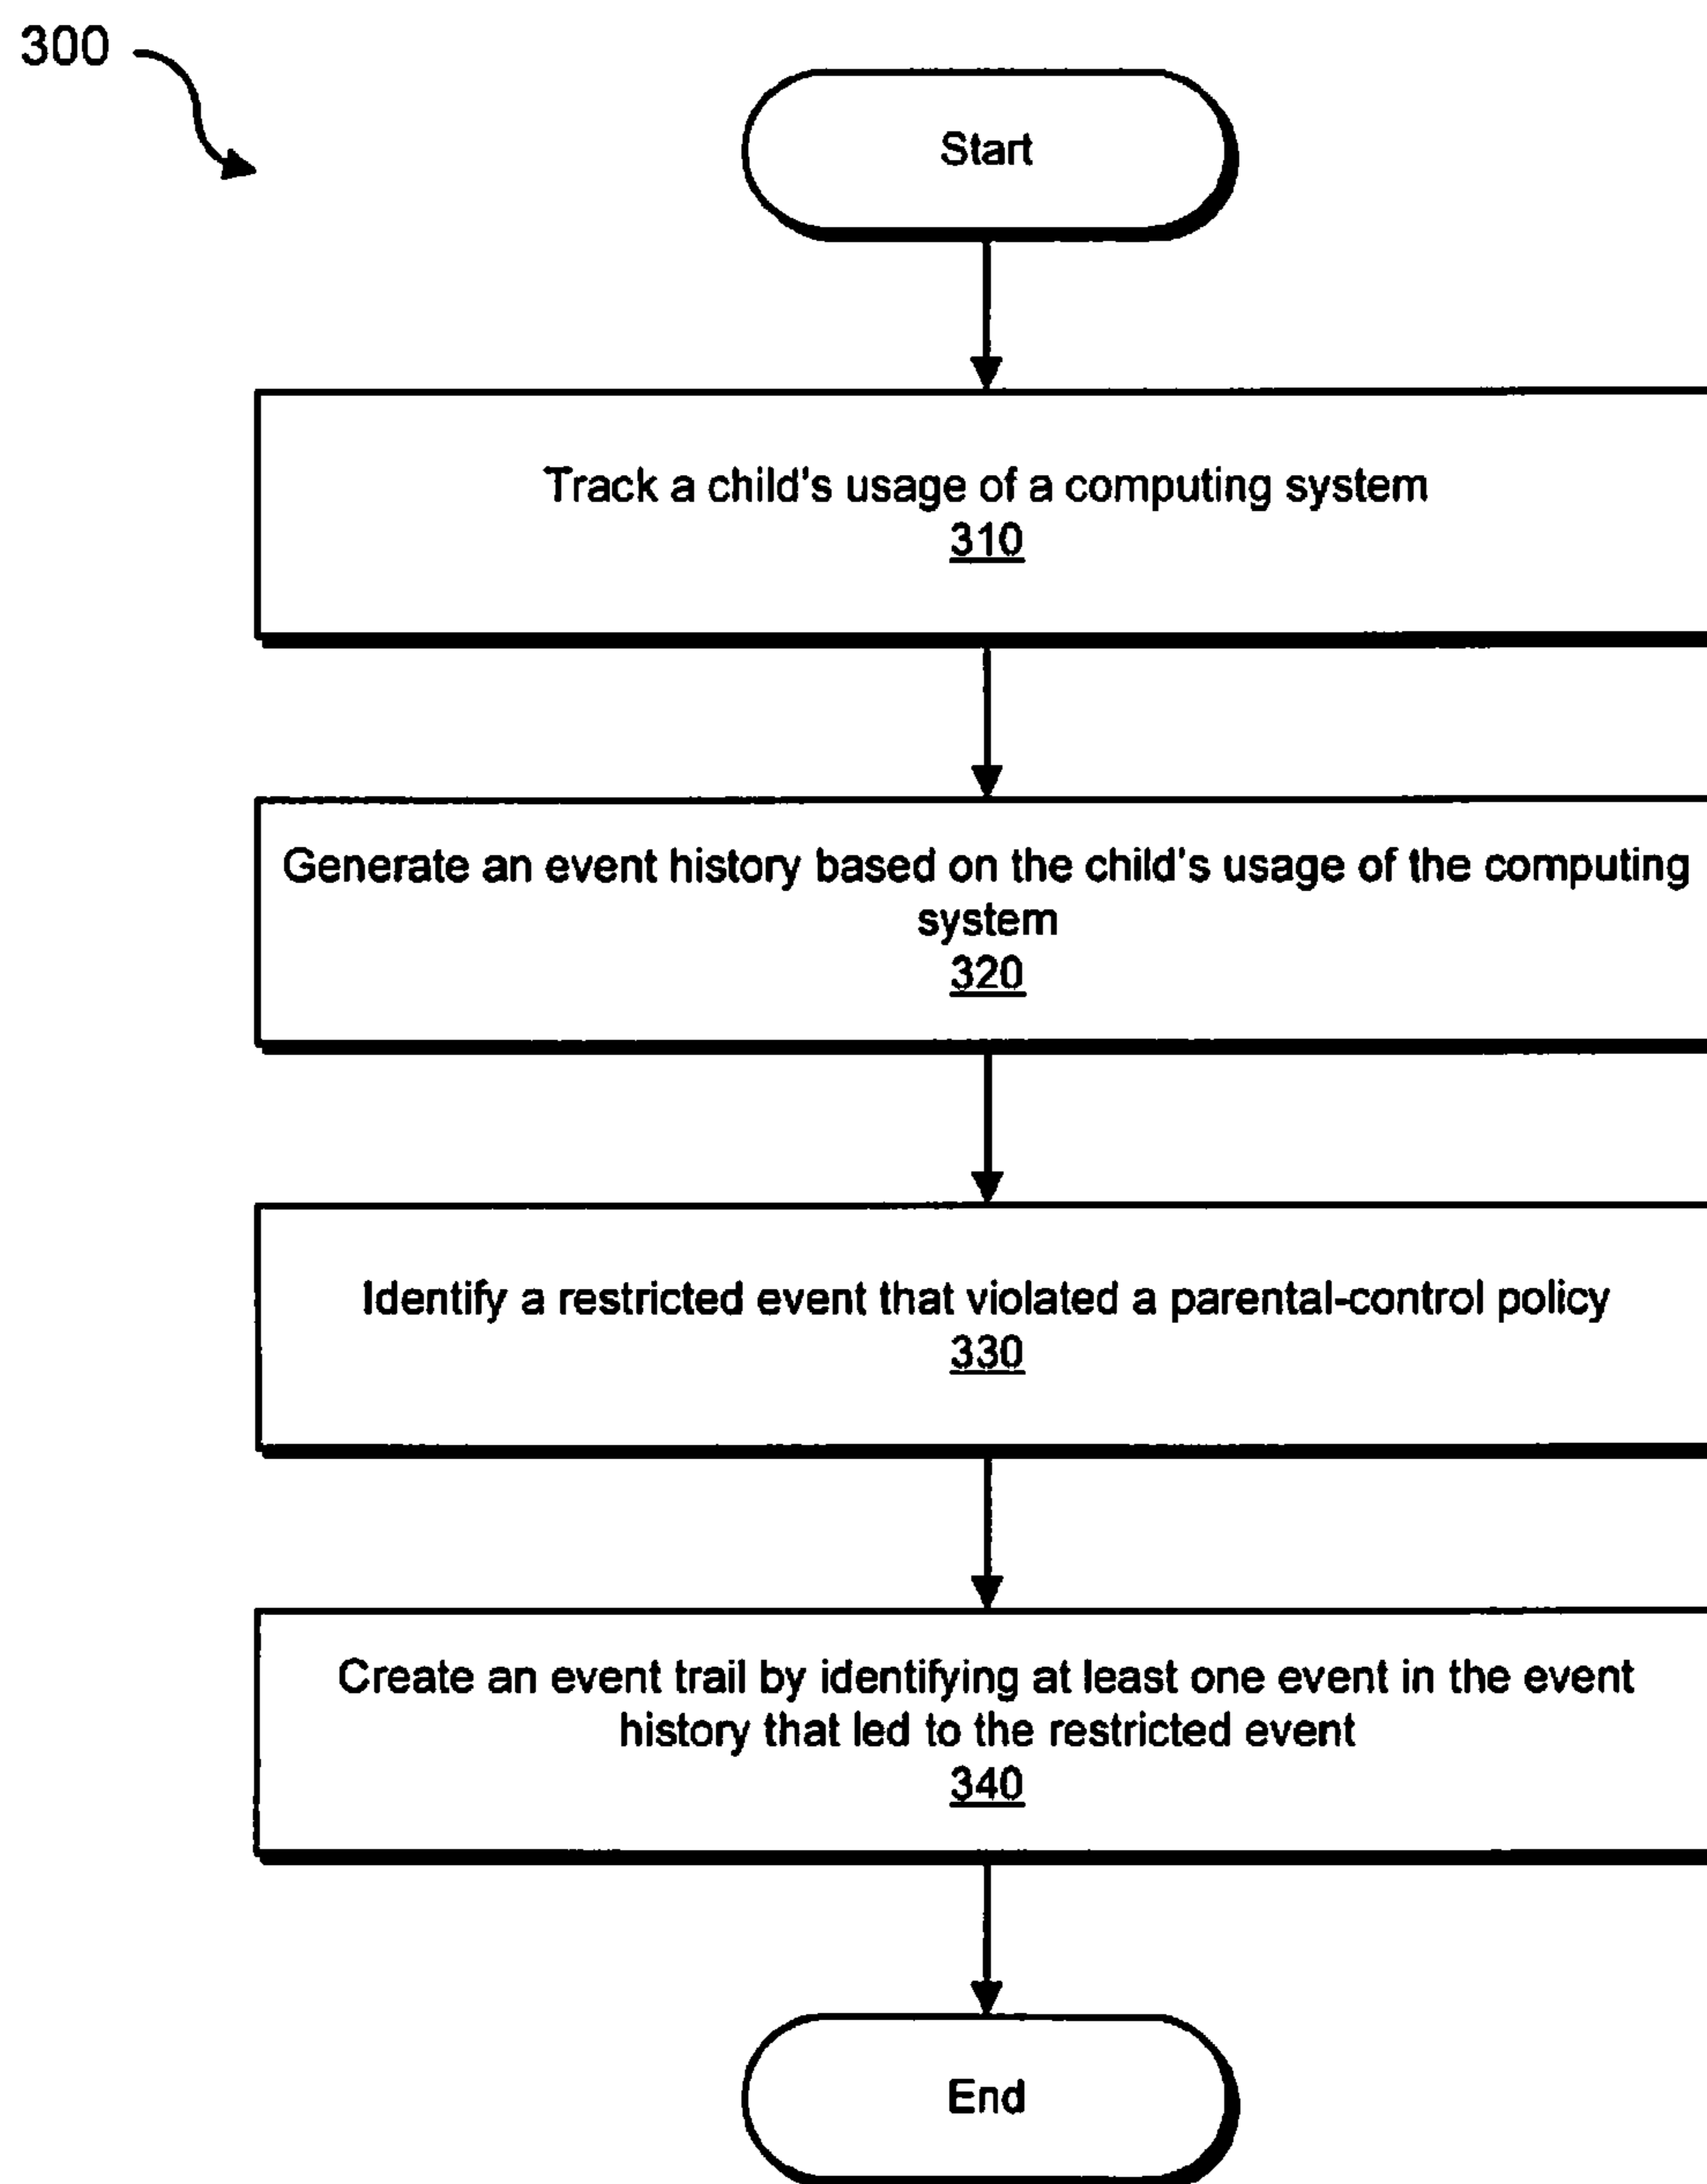 300
Start
Track a child's usage of a computing system
310
Generate an event history based on the child's usage of the computing
system
320
Identify a restricted event that violated a parental-control policy
330
Create an event trail by identifying at least one event in the event
history that led to the restricted event
340
End